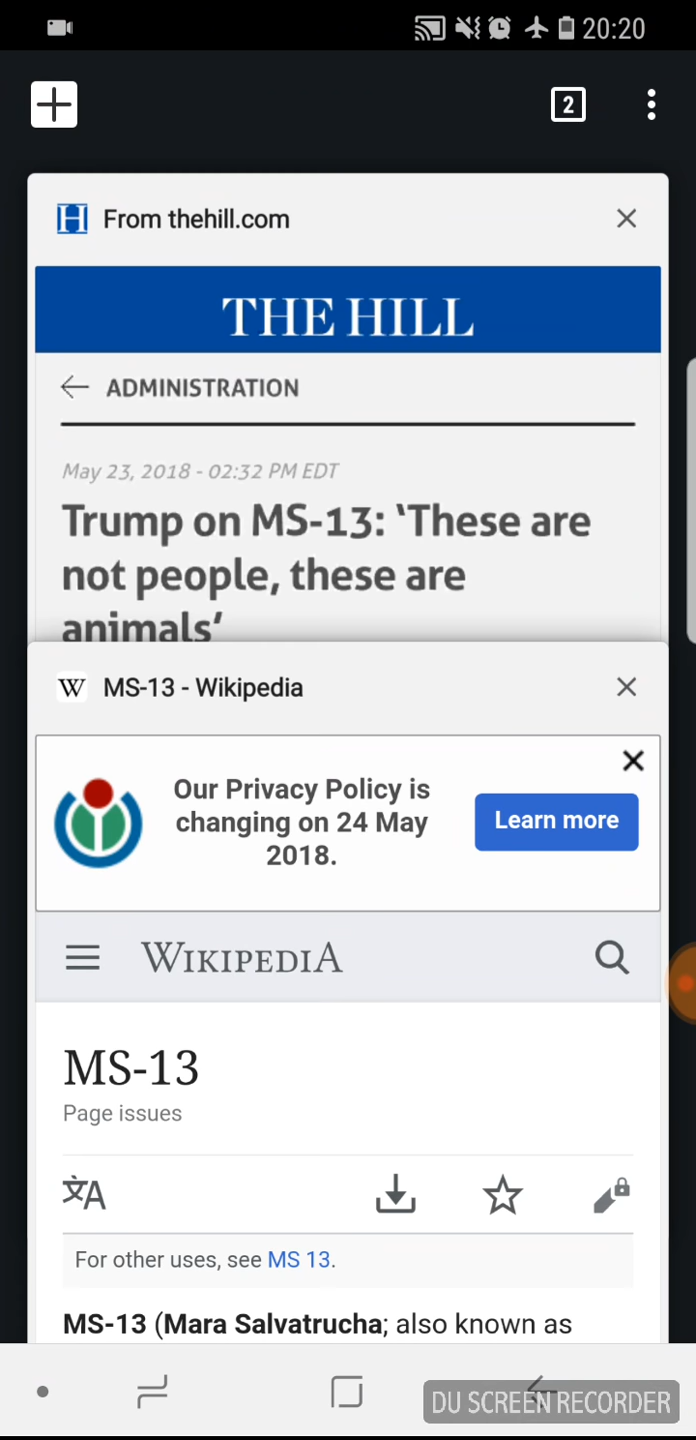 20:20
2
H From thehill.com
THE HILL
ADMINISTRATION
May 23, 2018 - 02:32 PM EDT
Trump on MS-13: ‘These are
not people, these are
animals’
W MS-13 - Wikipedia
Our Privacy Policy is
changing on 24 May
2018.
Learn more
WIKIPEDIA
MS-13
Page issues
文A
For other uses, see MS 13.
MS-13 (Mara Salvatrucha; also known as
DU SCREEN RECORDER